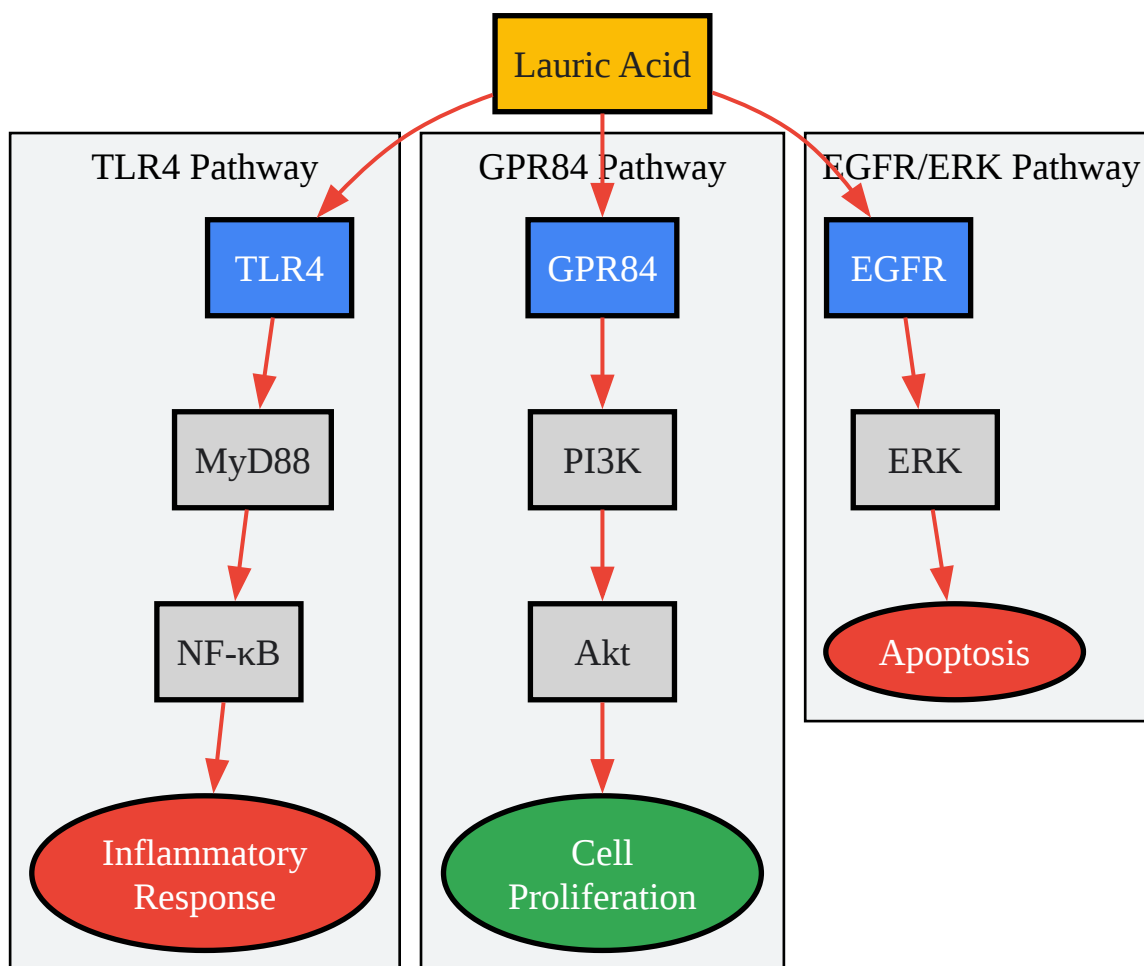 Lauric Acid
TLR4 Pathway
GPR84 Pathway
EGFR/ERK Pathway
TLR4
GPR84
EGFR
MyD88
PI3K
ERK
NF-κB
Akt
Apoptosis
Inflammatory
Response
Cell
Proliferation